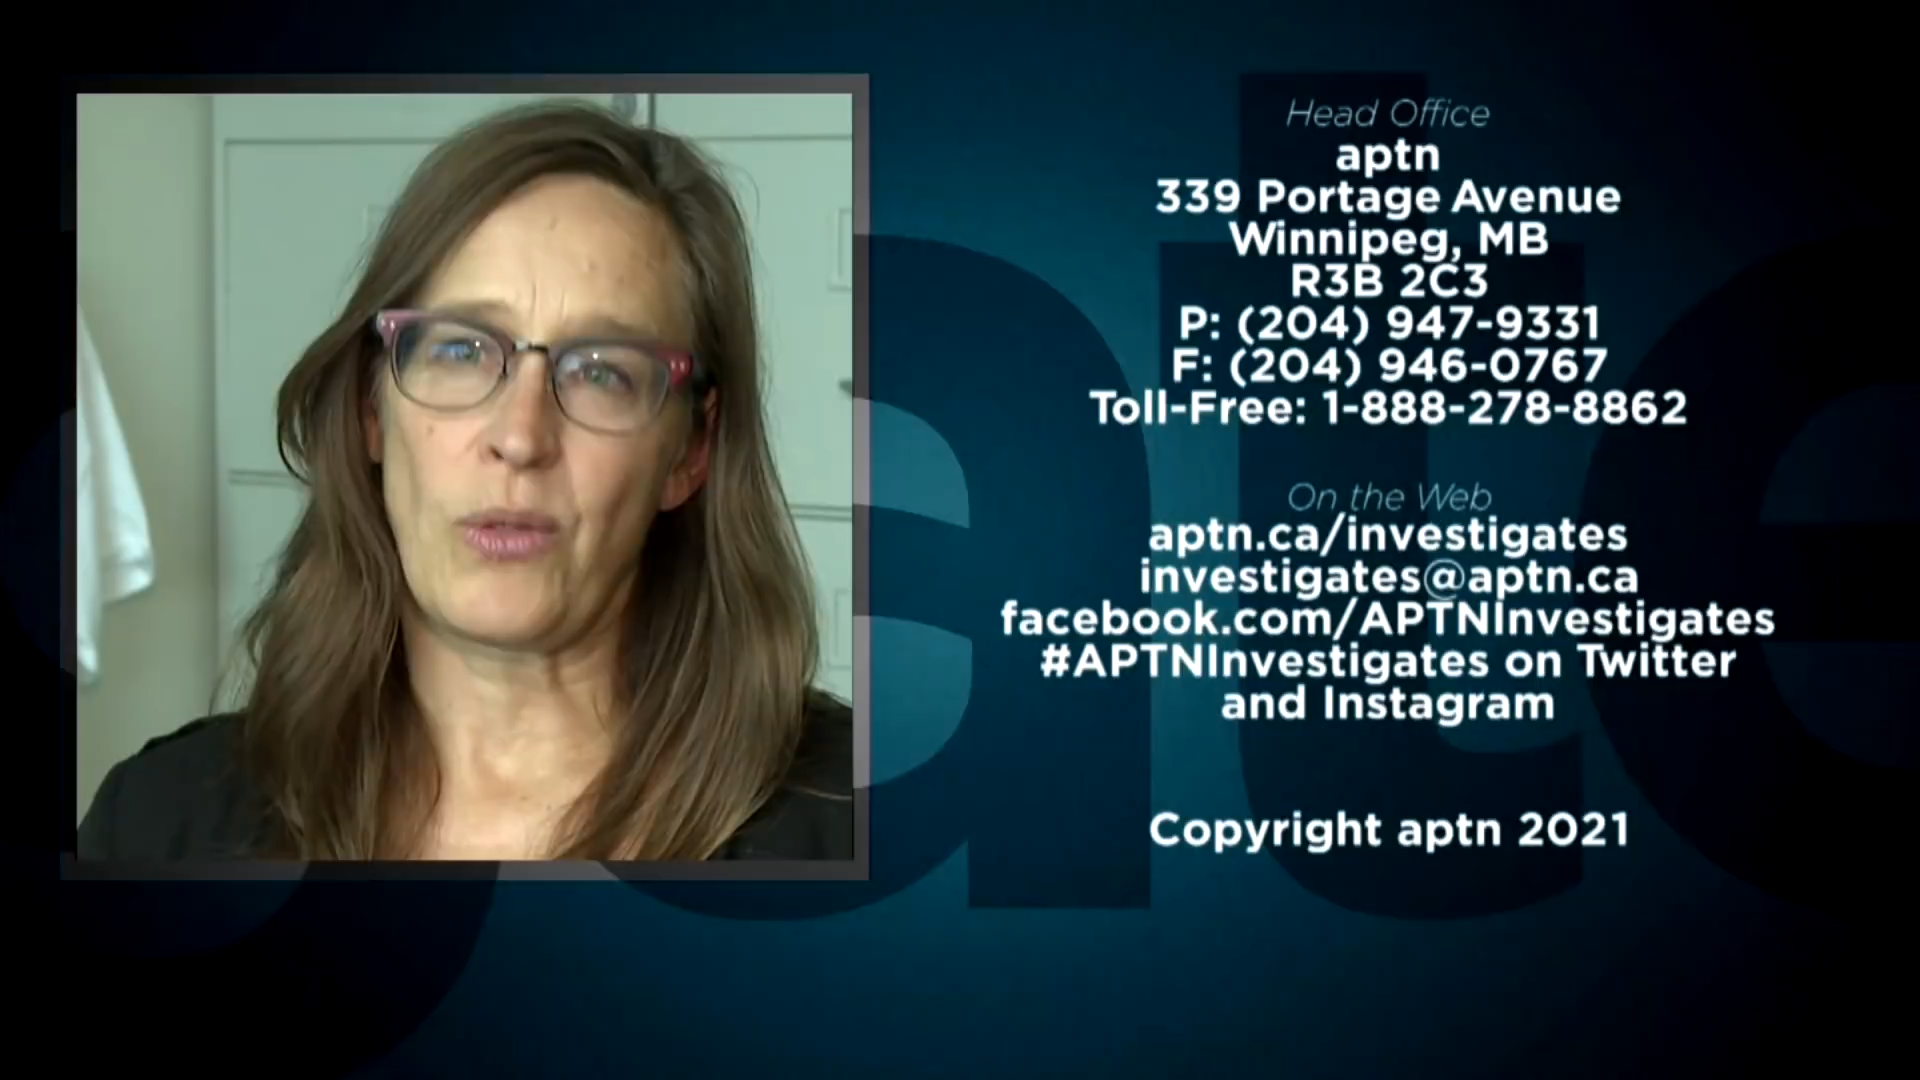 Head Office
aptn
339 Portage Avenue
Winnipeg, MB
R3B 2C3
P: (204) 947-9331
F: (204) 946-0767
Toll-Free: 1-888-278-8862
On the Web
aptn.ca/investigates
investigates@aptn.ca
facebook.com/APTNInvestigates
#APTNInvestigates on Twitter
and Instagram
Copyright aptn 2021